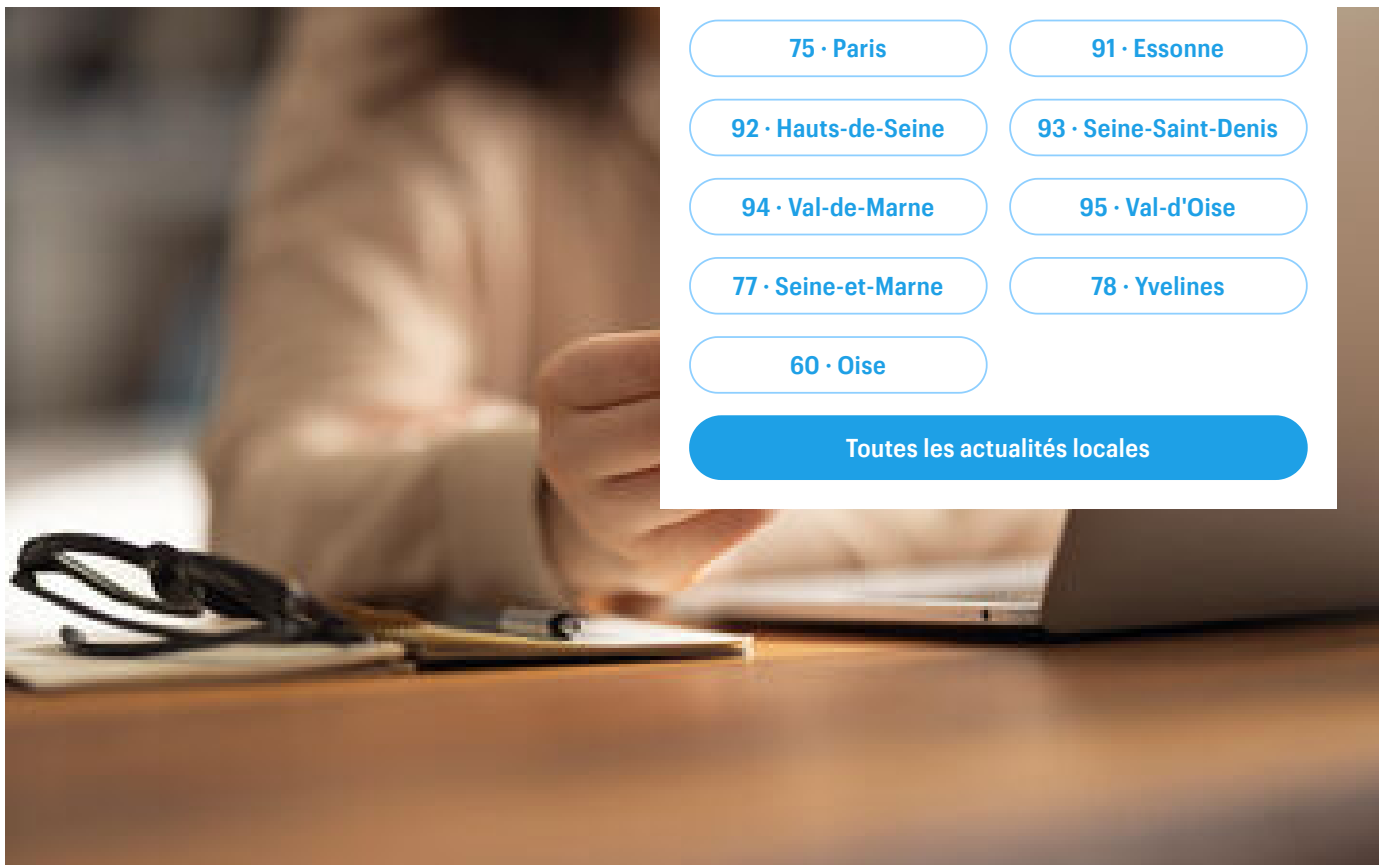 75 · Paris
91 · Essonne
92 · Hauts-de-Seine
93 · Seine-Saint-Denis
94 · Val-de-Marne
95 · Val-d'Oise
77 · Seine-et-Marne
78 · Yvelines
60 · Oise
Toutes les actualités locales